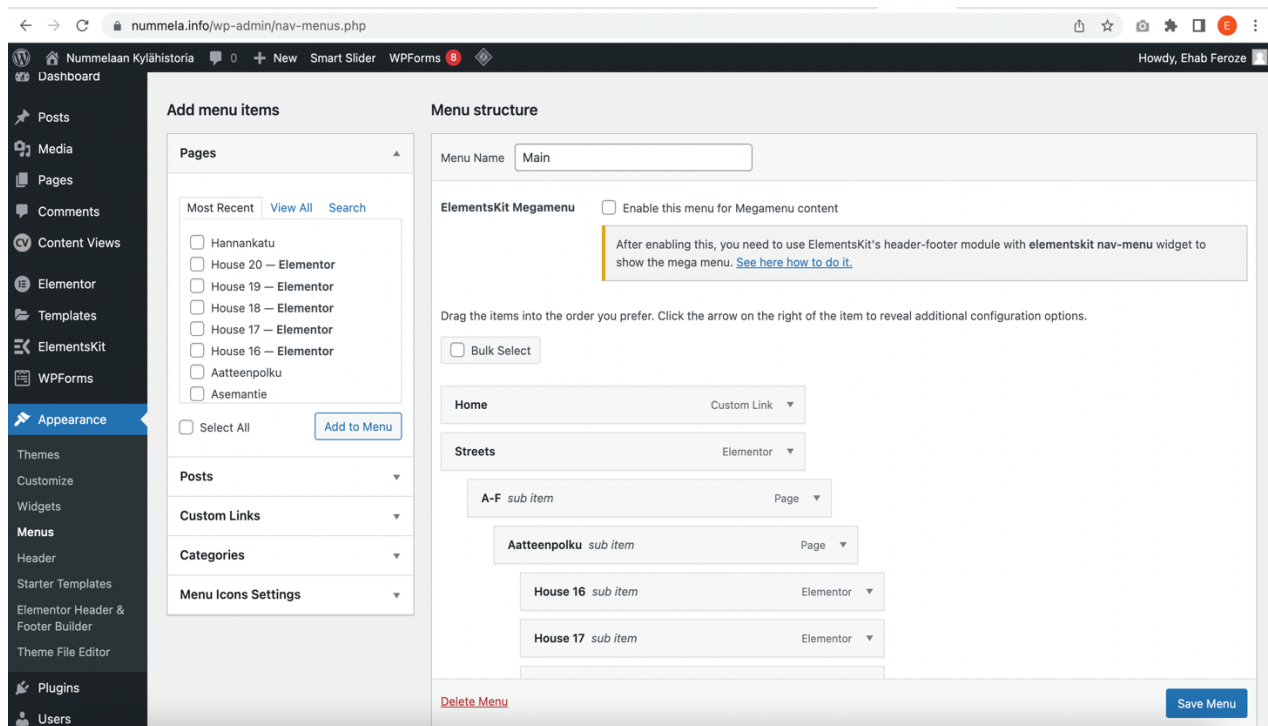 nummela.info/wp-admin/nav-menus.php
E
Nummelaan Kylähistoria 0 + New Smart Slider WPForms 8
Howdy, Ehab Feroze
Dashboard
Posts
Media
Pages
Comments
Content Views
Elementor
Templates
ElementsKit
WPForms
Appearance
Themes
Customize
Widgets
Menus
Header
Starter Templates
Elementor Header &
Footer Builder
Theme File Editor
Plugins
Users
Add menu items
Pages
Most Recent View All Search
Hannankatu
House 20 — Elementor
House 19 — Elementor
House 18 — Elementor
House 17 — Elementor
House 16 — Elementor
Aatteenpolku
Asemantie
Select All Add to Menu
Posts
Custom Links
Categories
Menu Icons Settings
Menu structure
Menu Name Main
ElementsKit Megamenu Enable this menu for Megamenu content
After enabling this, you need to use ElementsKit's header-footer module with elementskit nav-menu widget to
show the mega menu. See here how to do it.
Drag the items into the order you prefer. Click the arrow on the right of the item to reveal additional configuration options.
Bulk Select
Home Custom Link
Streets Elementor
A-F sub item Page
Aatteenpolku sub item Page
House 16 sub item Elementor
House 17 sub item Elementor
Delete Menu Save Menu